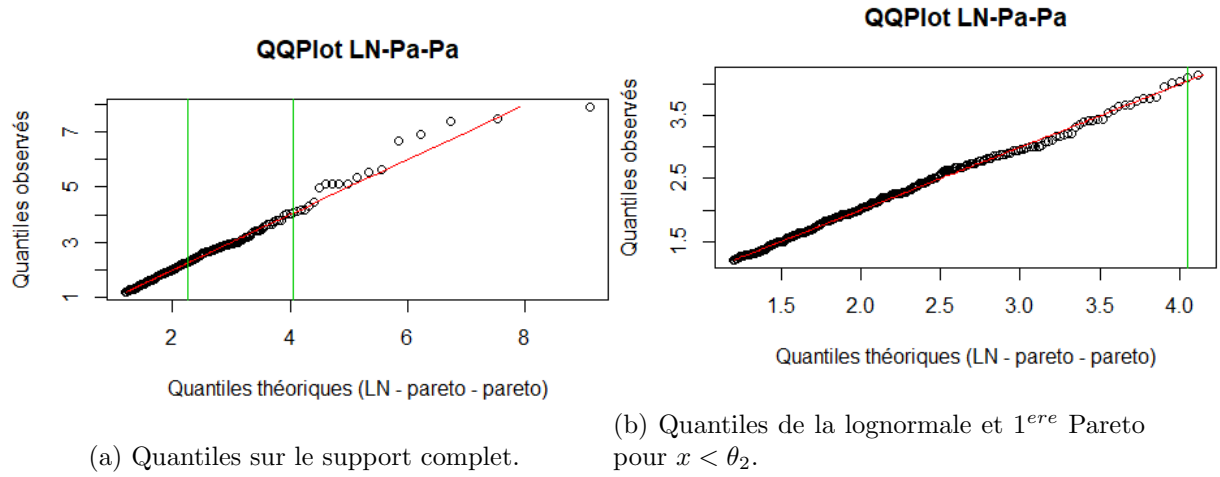 QQPlot LN-Pa-Pa
Quantiles observés
1
3
5
7
2
4
6
8
Quantiles théoriques (LN - pareto - pareto)
(a) Quantiles sur le support complet.
QQPlot LN-Pa-Pa
Quantiles observés
1.5
2.5
3.5
1.5
2.0
2.5
3.0
3.5
4.0
Quantiles théoriques (LN - pareto - pareto)
(b) Quantiles de la lognormale et 1^{ere} Pareto
pour x < θ₂.